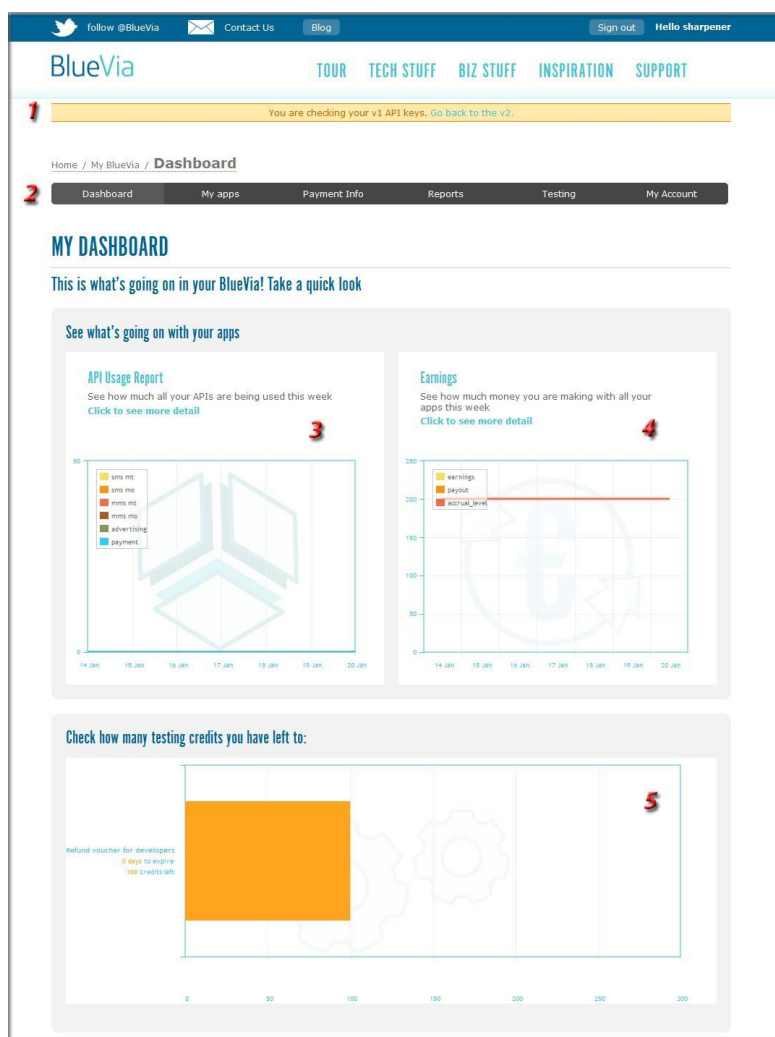 follow @BlueVia Contact Us Blog Sign out Hello sharpener
BlueVia TOUR TECH STUFF BIZ STUFF INSPIRATION SUPPORT
1
You are checking your v1 API keys. Go back to the v2.
Home / My BlueVia / Dashboard
2
Dashboard My apps Payment Info Reports Testing My Account
MY DASHBOARD
This is what's going on in your BlueVia! Take a quick look
See what's going on with your apps
API Usage Report
See how much all your APIs are being used this week
Click to see more detail
3
50
sms mt
sms mo
mms mt
mms mo
advertising
payment
0
14 Jan 15 Jan 16 Jan 17 Jan 18 Jan 19 Jan 20 Jan
Earnings
See how much money you are making with all your
apps this week
Click to see more detail
4
250
earnings
payout
200
accrual_level
150
100
50
0
14 Jan 15 Jan 16 Jan 17 Jan 18 Jan 19 Jan 20 Jan
Check how many testing credits you have left to:
5
Refund voucher for developers
0 days to expire
100 Credits left
0 50 100 150 200 250 300